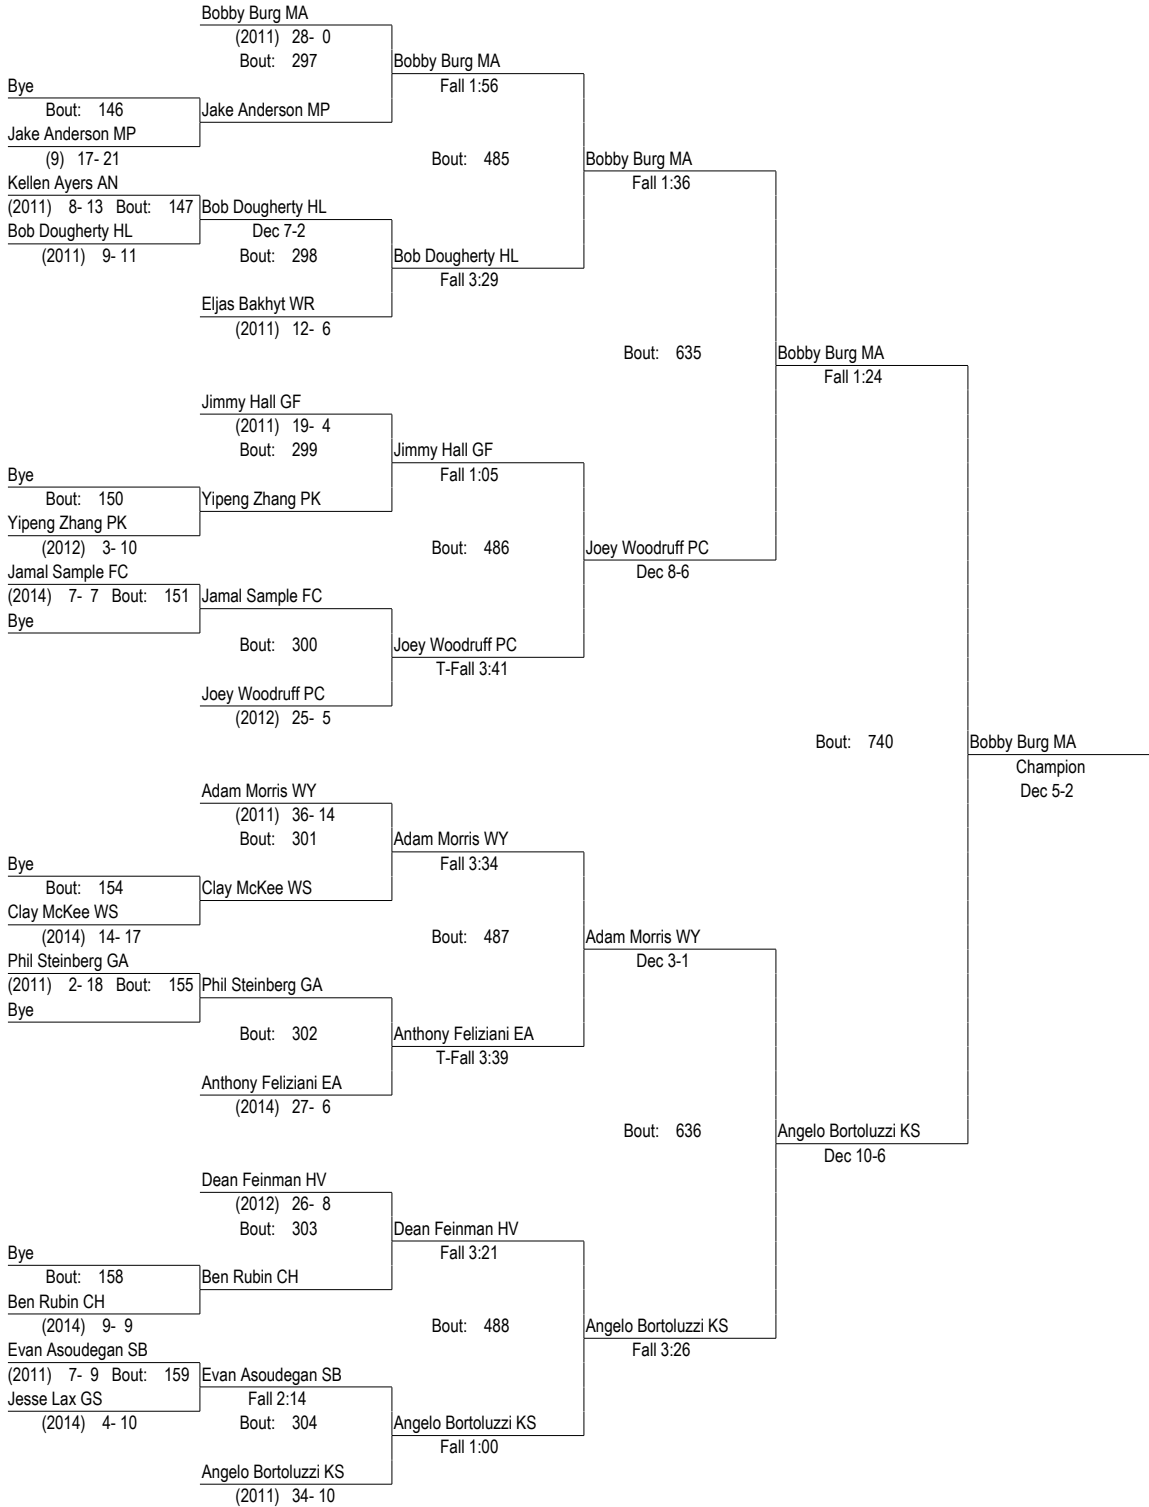 Bobby Burg MA
(2011) 28- 0
Bout: 297
Bobby Burg MA
Fall 1:56
Bye
Bout: 146
Jake Anderson MP
Jake Anderson MP
(9) 17- 21
Bout: 485
Bobby Burg MA
Fall 1:36
Kellen Ayers AN
(2011) 8- 13 Bout: 147
Bob Dougherty HL
Bob Dougherty HL
Dec 7-2
(2011) 9- 11
Bout: 298
Bob Dougherty HL
Fall 3:29
Eljas Bakhyt WR
(2011) 12- 6
Bout: 635
Bobby Burg MA
Fall 1:24
Jimmy Hall GF
(2011) 19- 4
Bout: 299
Jimmy Hall GF
Fall 1:05
Bye
Bout: 150
Yipeng Zhang PK
Yipeng Zhang PK
(2012) 3- 10
Bout: 486
Joey Woodruff PC
Dec 8-6
Jamal Sample FC
(2014) 7- 7 Bout: 151
Jamal Sample FC
Bye
Bout: 300
Joey Woodruff PC
T-Fall 3:41
Joey Woodruff PC
(2012) 25- 5
Bout: 740
Bobby Burg MA
Champion
Dec 5-2
Adam Morris WY
(2011) 36- 14
Bout: 301
Adam Morris WY
Fall 3:34
Bye
Bout: 154
Clay McKee WS
Clay McKee WS
(2014) 14- 17
Bout: 487
Adam Morris WY
Dec 3-1
Phil Steinberg GA
(2011) 2- 18 Bout: 155
Phil Steinberg GA
Bye
Bout: 302
Anthony Feliziani EA
T-Fall 3:39
Anthony Feliziani EA
(2014) 27- 6
Bout: 636
Angelo Bortoluzzi KS
Dec 10-6
Dean Feinman HV
(2012) 26- 8
Bout: 303
Dean Feinman HV
Fall 3:21
Bye
Bout: 158
Ben Rubin CH
Ben Rubin CH
(2014) 9- 9
Bout: 488
Angelo Bortoluzzi KS
Fall 3:26
Evan Asoudegan SB
(2011) 7- 9 Bout: 159
Evan Asoudegan SB
Jesse Lax GS
Fall 2:14
(2014) 4- 10
Bout: 304
Angelo Bortoluzzi KS
Fall 1:00
Angelo Bortoluzzi KS
(2011) 34- 10